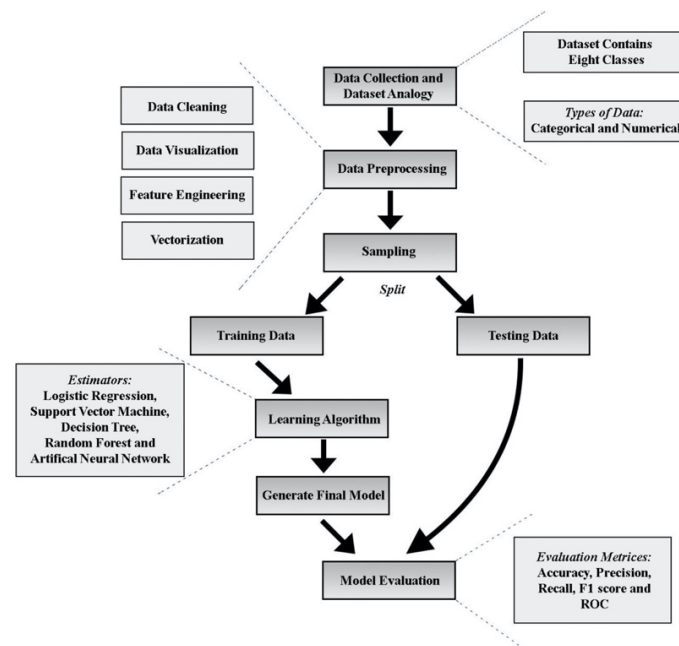 Data Collection and
Dataset Analogy
Dataset Contains
Eight Classes
Types of Data:
Categorical and Numerical
Data Cleaning
Data Visualization
Feature Engineering
Vectorization
Data Preprocessing
Sampling
Split
Training Data
Testing Data
Estimators:
Logistic Regression,
Support Vector Machine,
Decision Tree,
Random Forest and
Artifical Neural Network
Learning Algorithm
Generate Final Model
Model Evaluation
Evaluation Metrices:
Accuracy, Precision,
Recall, F1 score and
ROC